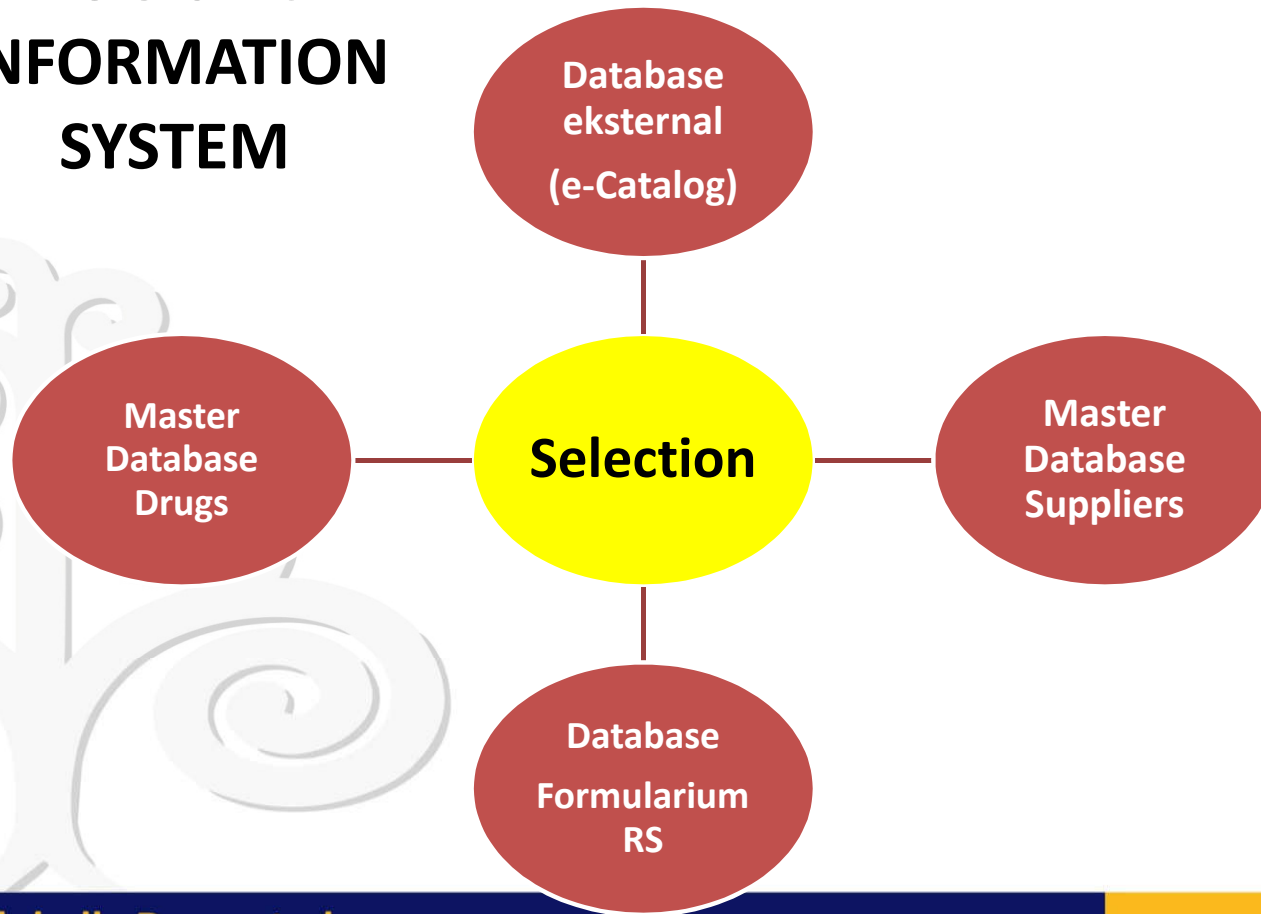 NFORMATION
SYSTEM
Database
eksternal
(e-Catalog)
Master
Database
Drugs
Selection
Master
Database
Suppliers
Database
Formularium
RS